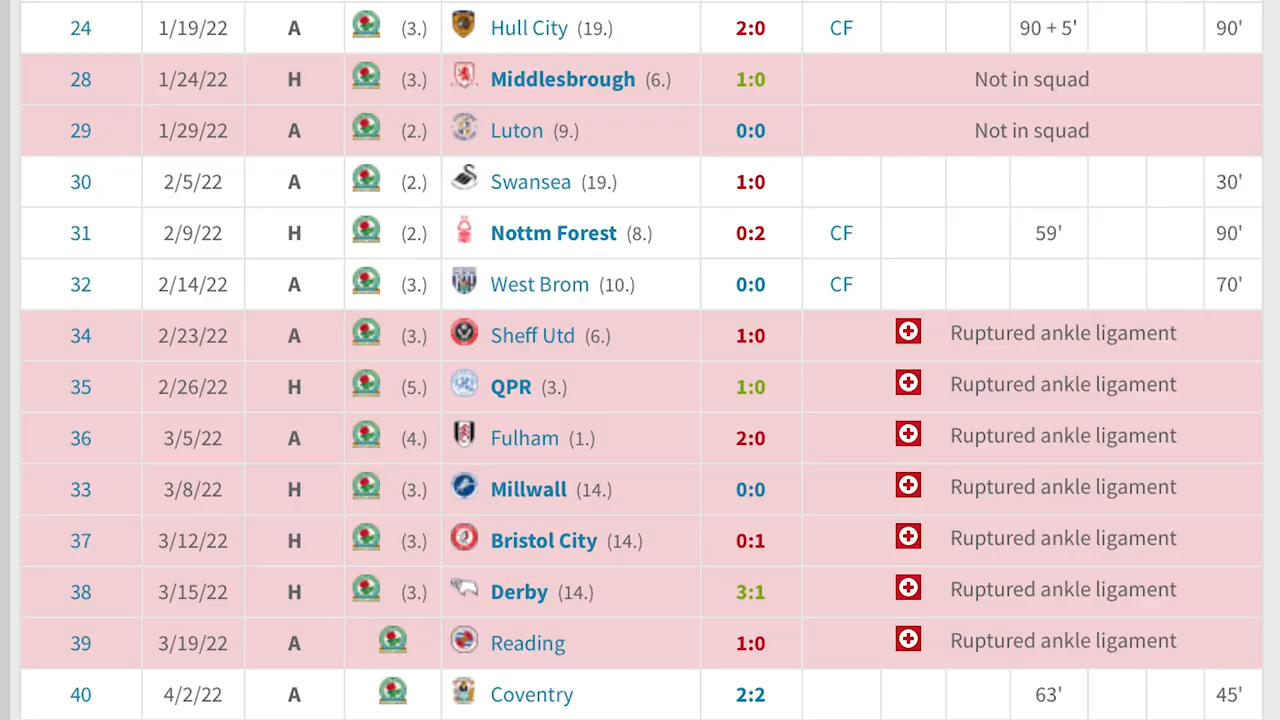 24 1/19/22 A (3.) Hull City (19.) 2:0 CF 90 + 5' 90'
28 1/24/22 H (3.) Middlesbrough (6.) 1:0 Not in squad
29 1/29/22 A (2.) Luton (9.) 0:0 Not in squad
30 2/5/22 A (2.) Swansea (19.) 1:0 30'
31 2/9/22 H (2.) Nottm Forest (8.) 0:2 CF 59' 90'
32 2/14/22 A (3.) West Brom (10.) 0:0 CF 70'
34 2/23/22 A (3.) Sheff Utd (6.) 1:0 Ruptured ankle ligament
35 2/26/22 H (5.) QPR (3.) 1:0 Ruptured ankle ligament
36 3/5/22 A (4.) Fulham (1.) 2:0 Ruptured ankle ligament
33 3/8/22 H (3.) Millwall (14.) 0:0 Ruptured ankle ligament
37 3/12/22 H (3.) Bristol City (14.) 0:1 Ruptured ankle ligament
38 3/15/22 H (3.) Derby (14.) 3:1 Ruptured ankle ligament
39 3/19/22 A Reading 1:0 Ruptured ankle ligament
40 4/2/22 A Coventry 2:2 63' 45'